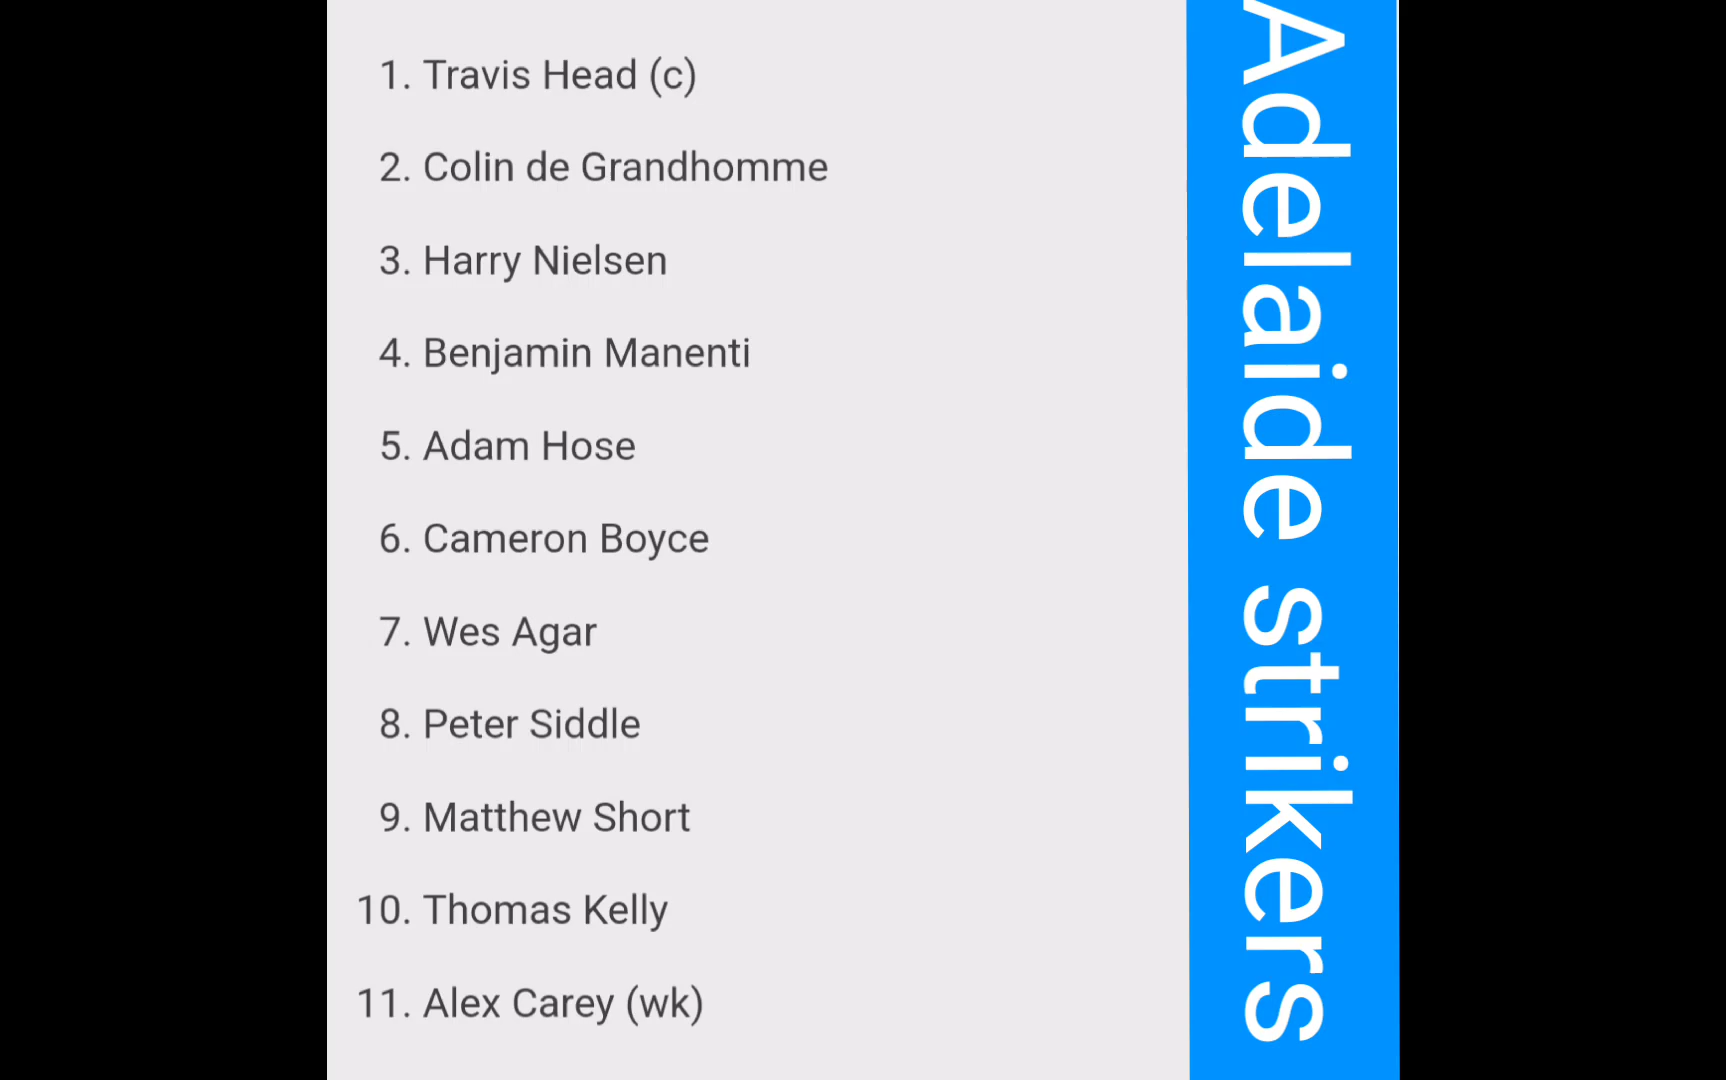 1. Travis Head (c)
2. Colin de Grandhomme
3. Harry Nielsen
4. Benjamin Manenti
5. Adam Hose
6. Cameron Boyce
7. Wes Agar
8. Peter Siddle
9. Matthew Short
10. Thomas Kelly
11. Alex Carey (wk)
Adelaide strikers